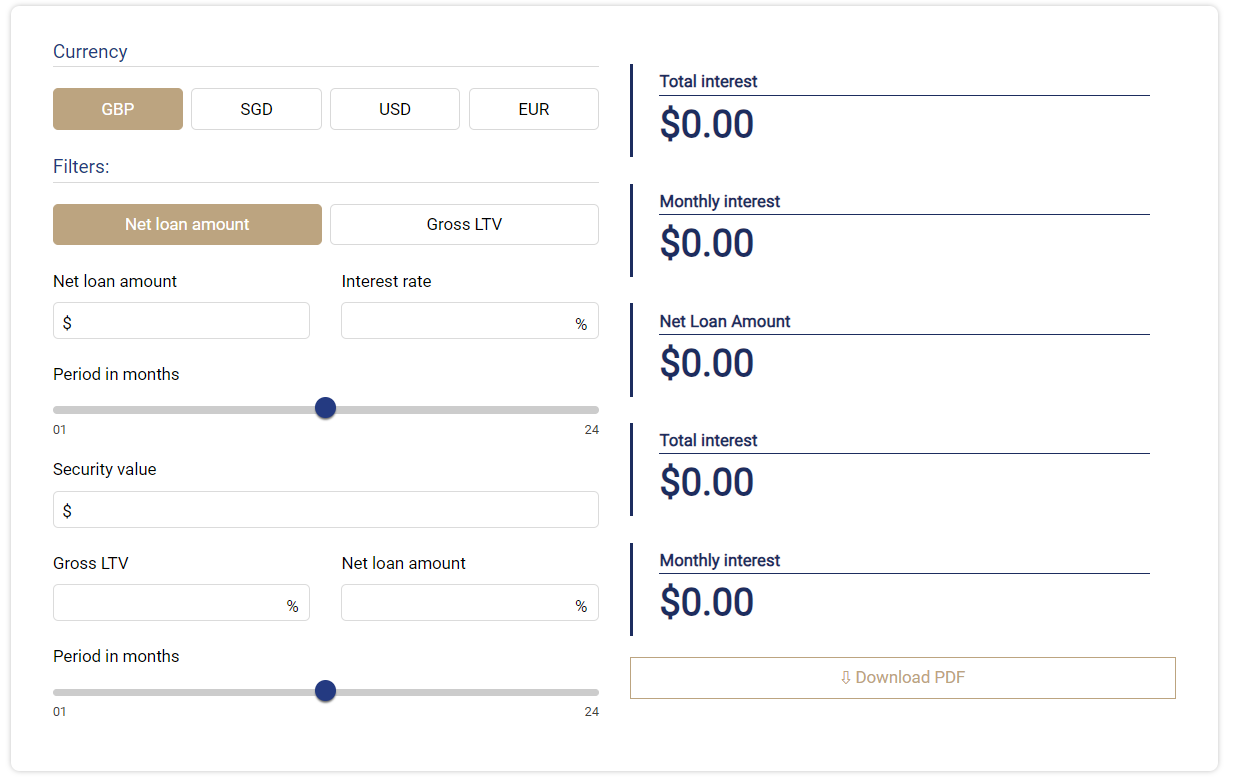 Currency
GBP SGD USD EUR
Filters:
Net loan amount Gross LTV
Net loan amount Interest rate
$ %
Period in months
01 24
Security value
$
Gross LTV Net loan amount
% %
Period in months
01 24
Total interest
$0.00
Monthly interest
$0.00
Net Loan Amount
$0.00
Total interest
$0.00
Monthly interest
$0.00
⇩ Download PDF